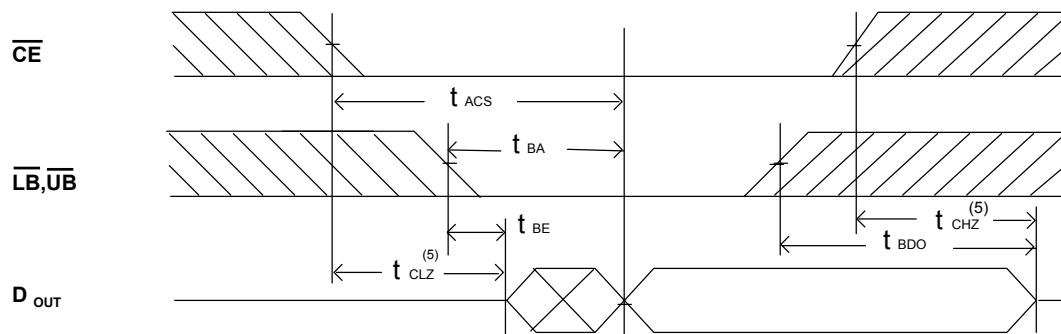 CE
t ACS
t BA
LB,UB
t BE
t CHZ (5)
t BDO
t CLZ (5)
D OUT